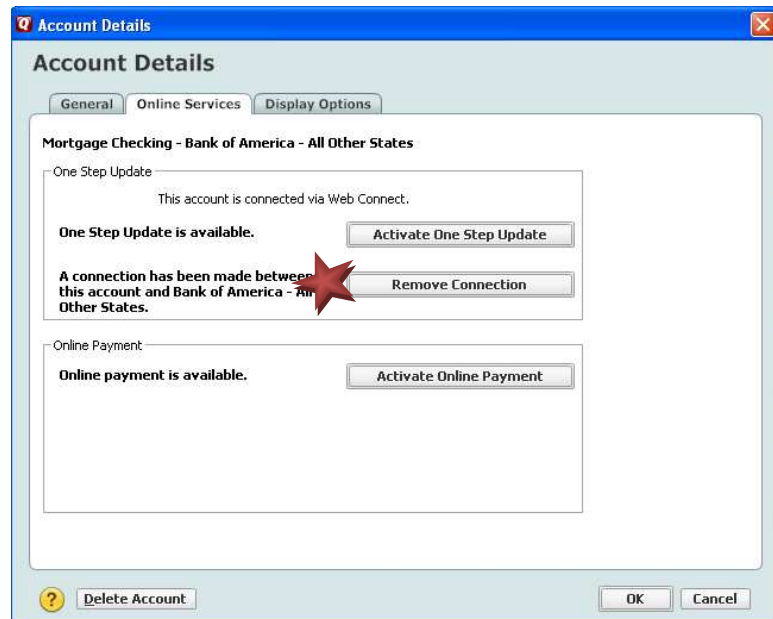 Account Details
Account Details
General Online Services Display Options
Mortgage Checking - Bank of America - All Other States
One Step Update
This account is connected via Web Connect.
One Step Update is available.
Activate One Step Update
A connection has been made between
this account and Bank of America - All
Other States.
Remove Connection
Online Payment
Online payment is available.
Activate Online Payment
? Delete Account OK Cancel